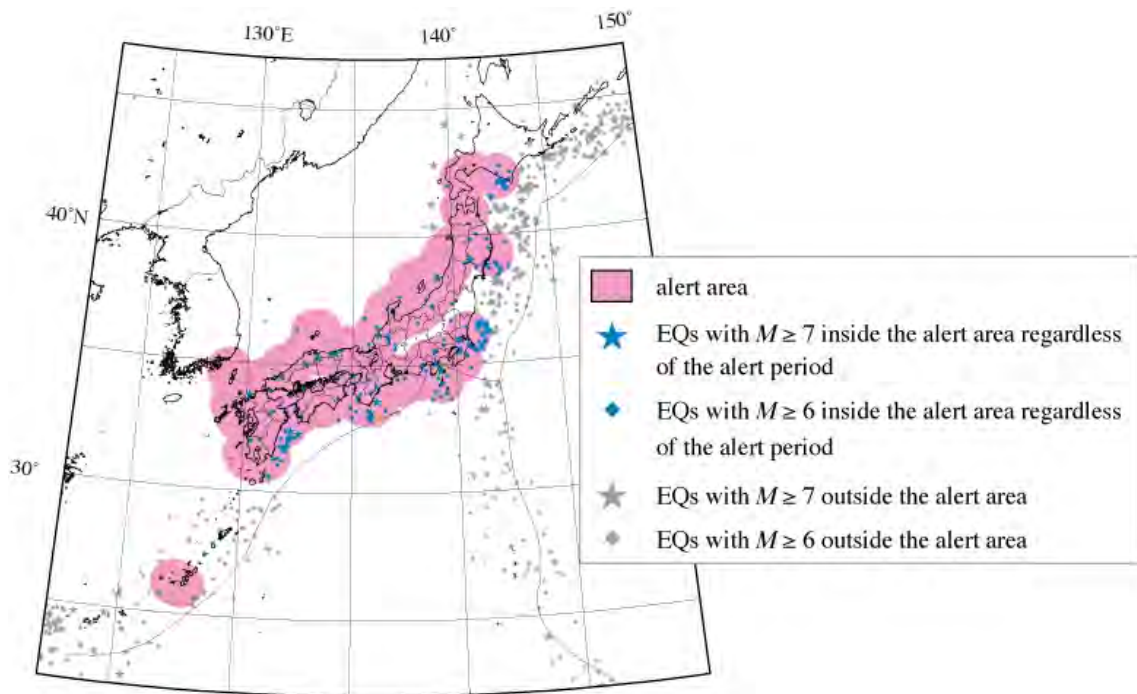 130°E
140°
150°
40°N
30°
alert area
EQs with M ≥ 7 inside the alert area regardless
of the alert period
EQs with M ≥ 6 inside the alert area regardless
of the alert period
EQs with M ≥ 7 outside the alert area
EQs with M ≥ 6 outside the alert area